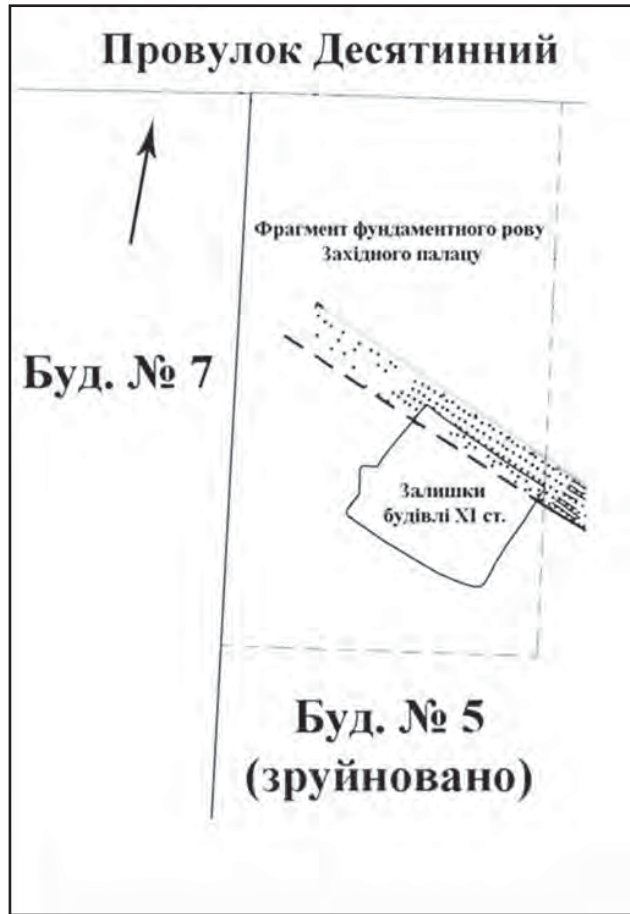 Провулок Десятинний
Фрагмент фундаментного рову
Західного палацу
Буд. № 7
Залишки
будівлі XI ст.
Буд. № 5
(зруйновано)